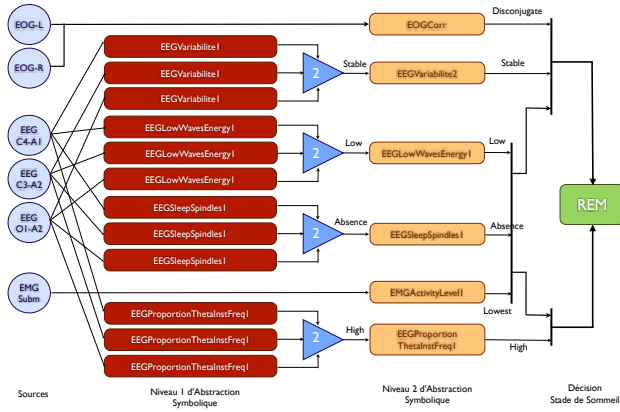 EOG-L
Disconjugate
EOGCorr
EOG-R
EEGVariabilite1
EEGVariabilite1
EEGVariabilite1
2
Stable
EEGVariabilite2
Stable
EEG
C4-A1
EEG
C3-A2
EEG
O1-A2
EEGLowWavesEnergy1
EEGLowWavesEnergy1
EEGLowWavesEnergy1
2
Low
EEGLowWavesEnergy1
Low
EEGSleepSpindles1
EEGSleepSpindles1
EEGSleepSpindles1
2
Absence
EEGSleepSpindles1
Absence
REM
EMG
Subm
EMGActivityLevel1
Lowest
EEGProportionThetaInstFreq1
EEGProportionThetaInstFreq1
EEGProportionThetaInstFreq1
2
High
EEGProportion
ThetaInstFreq1
High
Sources
Niveau 1 d'Abstraction
Symbolique
Niveau 2 d'Abstraction
Symbolique
Décision
Stade de Sommeil